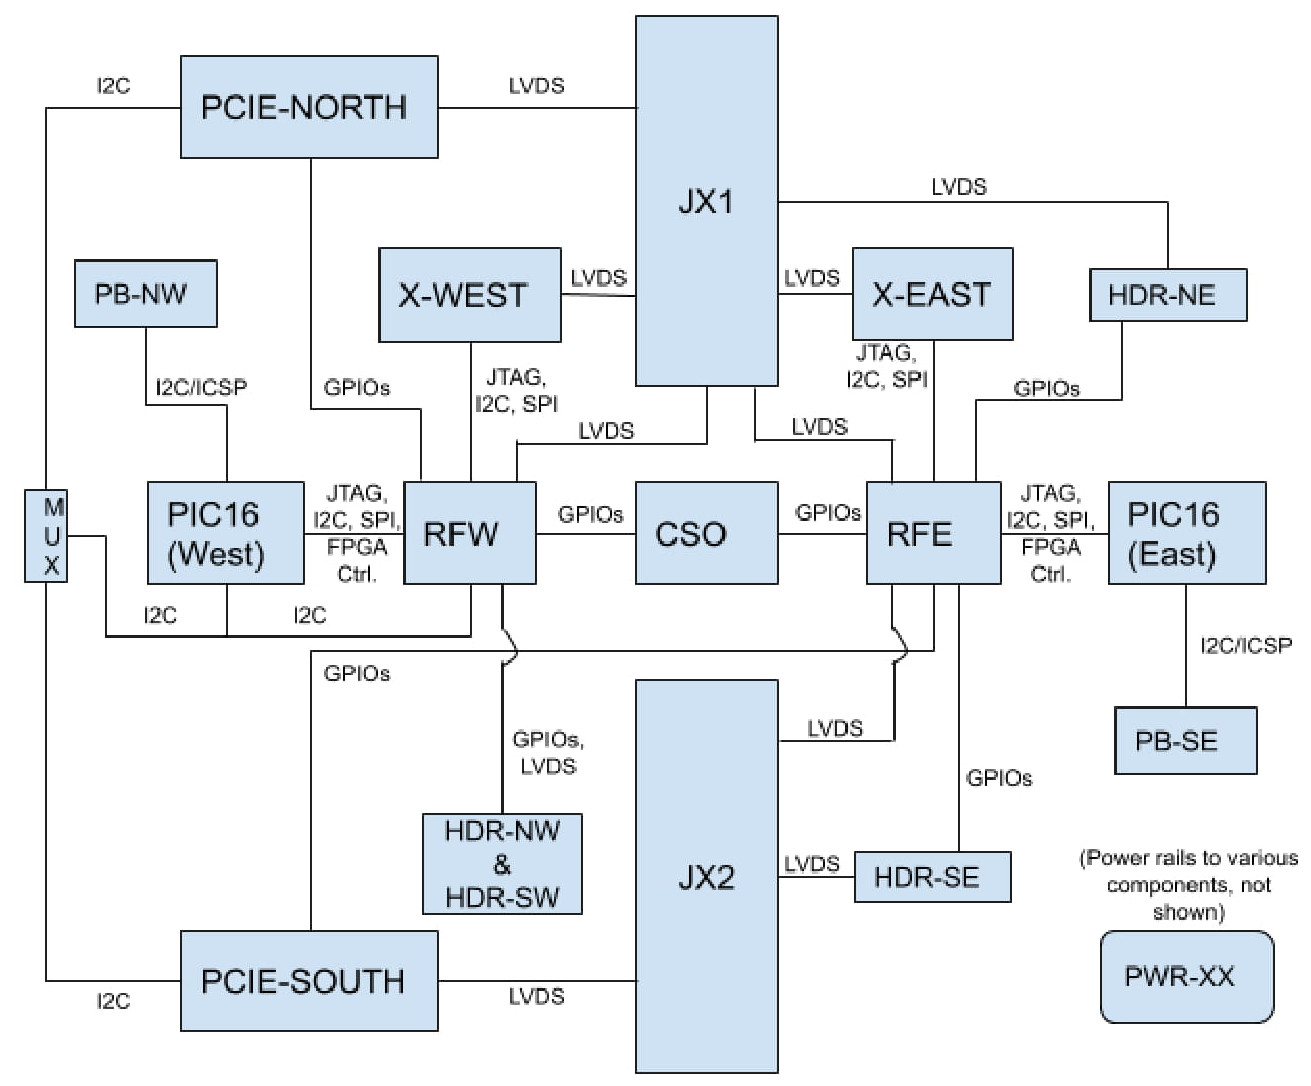 I2C
PCIE-NORTH
LVDS
JX1
LVDS
PB-NW
X-WEST
LVDS
LVDS
X-EAST
HDR-NE
I2C/ICSP
GPIOs
JTAG,
I2C, SPI
JTAG,
I2C, SPI
GPIOs
LVDS
LVDS
M
U
X
PIC16
(West)
JTAG,
I2C, SPI,
FPGA
Ctrl.
RFW
GPIOs
CSO
GPIOs
RFE
JTAG,
I2C, SPI,
FPGA
Ctrl.
PIC16
(East)
I2C
I2C
I2C/ICSP
GPIOs
GPIOs,
LVDS
LVDS
PB-SE
GPIOs
HDR-NW
&
HDR-SW
JX2
LVDS
HDR-SE
(Power rails to various
components, not
shown)
PWR-XX
I2C
PCIE-SOUTH
LVDS